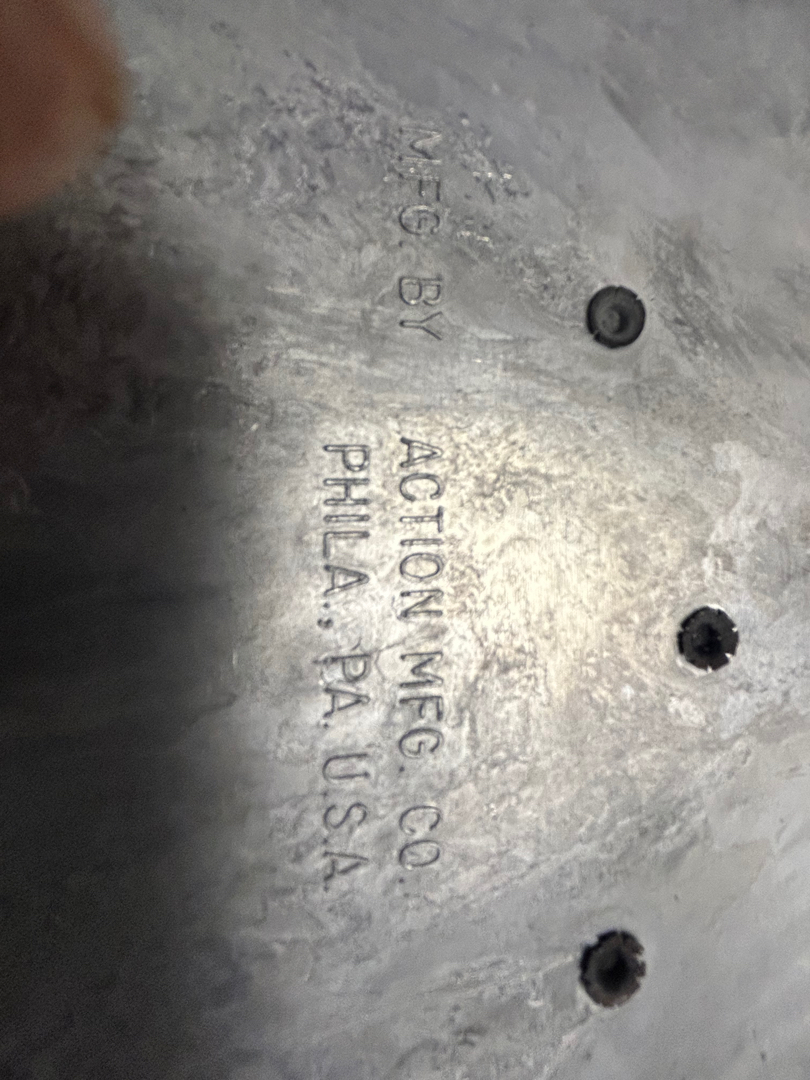 MFG. BY ACTION MFG. CO.
PHILA., PA. U.S.A.